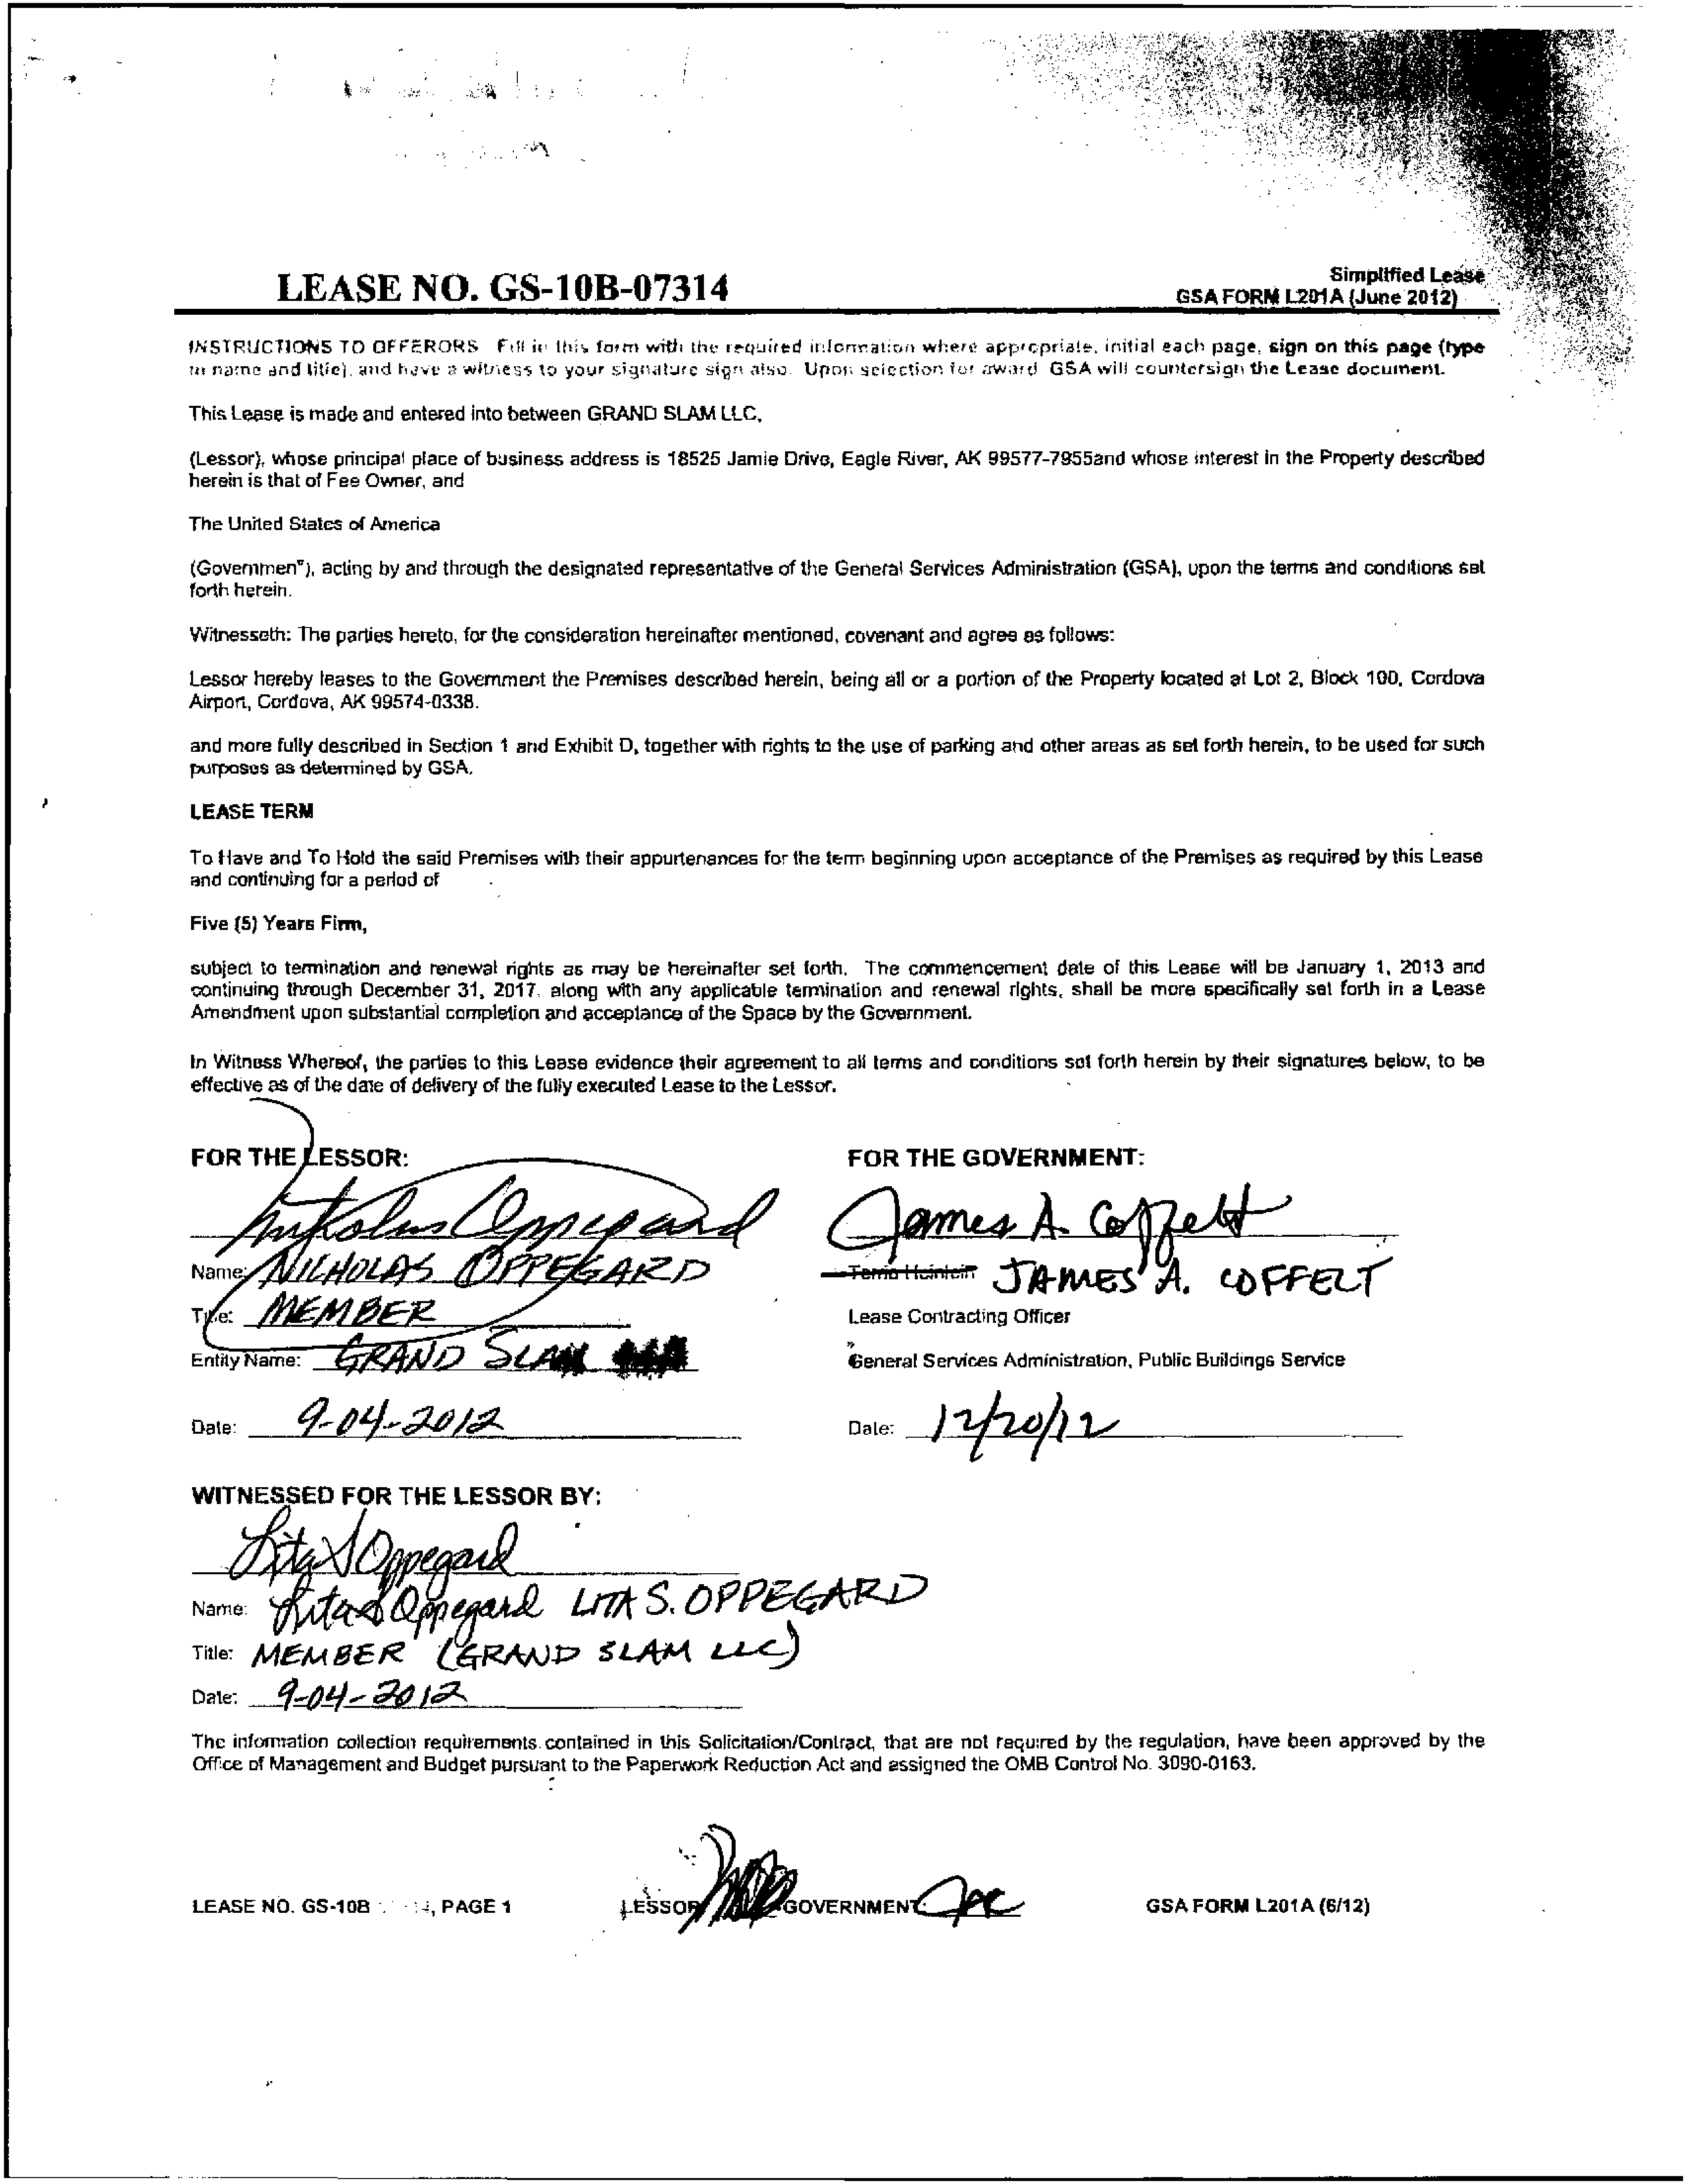 LEASE NO. GS-10B-07314
Simplified Lease
GSA FORM L201A (June 2012)
INSTRUCTIONS TO OFFERORS Fill in this form with the required information where appropriate, initial each page, sign on this page (type
in name and title), and have a witness to your signature sign also. Upon selection for award GSA will countersign the Lease document.
This Lease is made and entered into between GRAND SLAM LLC,
(Lessor), whose principal place of business address is 18525 Jamie Drive, Eagle River, AK 99577-7955and whose interest in the Property described
herein is that of Fee Owner, and
The United States of America
(Governmen"), acting by and through the designated representative of the General Services Administration (GSA), upon the terms and conditions set
forth herein.
Witnesseth: The parties hereto, for the consideration hereinafter mentioned, covenant and agree as follows:
Lessor hereby leases to the Government the Premises described herein, being all or a portion of the Property located at Lot 2, Block 100, Cordova
Airport, Cordova, AK 99574-0338.
and more fully described in Section 1 and Exhibit D, together with rights to the use of parking and other areas as set forth herein, to be used for such
purposes as determined by GSA.
LEASE TERM
To Have and To Hold the said Premises with their appurtenances for the term beginning upon acceptance of the Premises as required by this Lease
and continuing for a period of
Five (5) Years Firm,
subject to termination and renewal rights as may be hereinafter set forth. The commencement date of this Lease will be January 1, 2013 and
continuing through December 31, 2017, along with any applicable termination and renewal rights, shall be more specifically set forth in a Lease
Amendment upon substantial completion and acceptance of the Space by the Government.
In Witness Whereof, the parties to this Lease evidence their agreement to all terms and conditions set forth herein by their signatures below, to be
effective as of the date of delivery of the fully executed Lease to the Lessor.
FOR THE LESSOR:
Nicholas Oppegard
Name: NICHOLAS OPPEGARD
Title: MEMBER
Entity Name: GRAND SLAM
Date: 9-04-2012
FOR THE GOVERNMENT:
James A. Coffelt
JAMES A. COFFELT
Lease Contracting Officer
General Services Administration, Public Buildings Service
Date: 12/20/12
WITNESSED FOR THE LESSOR BY:
Lita S Oppegard
Name: Lita S Oppegard LITA S. OPPEGARD
Title: MEMBER (GRAND SLAM LLC)
Date: 9-04-2012
The information collection requirements contained in this Solicitation/Contract, that are not required by the regulation, have been approved by the
Office of Management and Budget pursuant to the Paperwork Reduction Act and assigned the OMB Control No. 3090-0163.
LEASE NO. GS-10B , PAGE 1 LESSOR GOVERNMENT: JAC GSA FORM L201A (6/12)